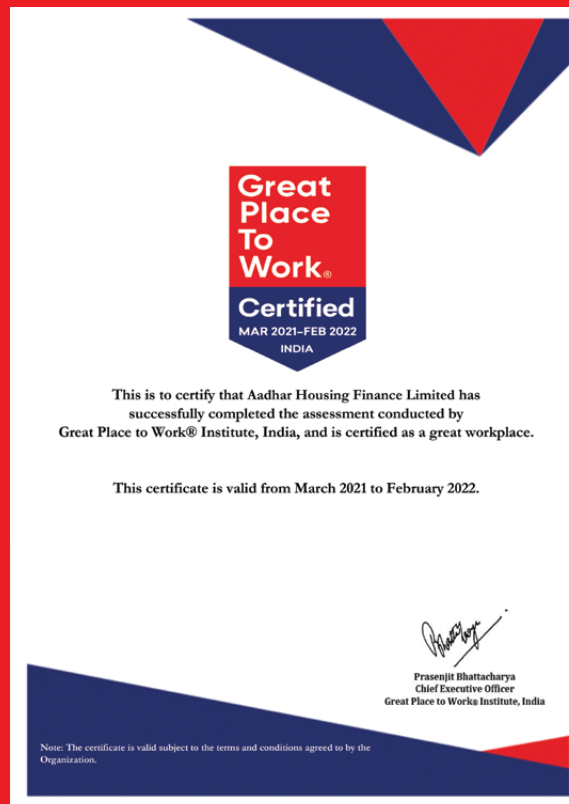 Great
Place
To
Work®
Certified
MAR 2021–FEB 2022
INDIA
This is to certify that Aadhar Housing Finance Limited has
successfully completed the assessment conducted by
Great Place to Work® Institute, India, and is certified as a great workplace.
This certificate is valid from March 2021 to February 2022.
Prasenjit Bhattacharya
Chief Executive Officer
Great Place to Work® Institute, India
Note: The certificate is valid subject to the terms and conditions agreed to by the
Organization.